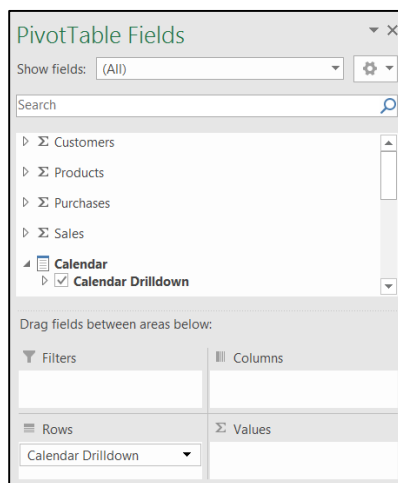 PivotTable Fields
Show fields: (All)
Search
Σ Customers
Σ Products
Σ Purchases
Σ Sales
Calendar
Calendar Drilldown
Drag fields between areas below:
Filters
Columns
Rows
Σ Values
Calendar Drilldown